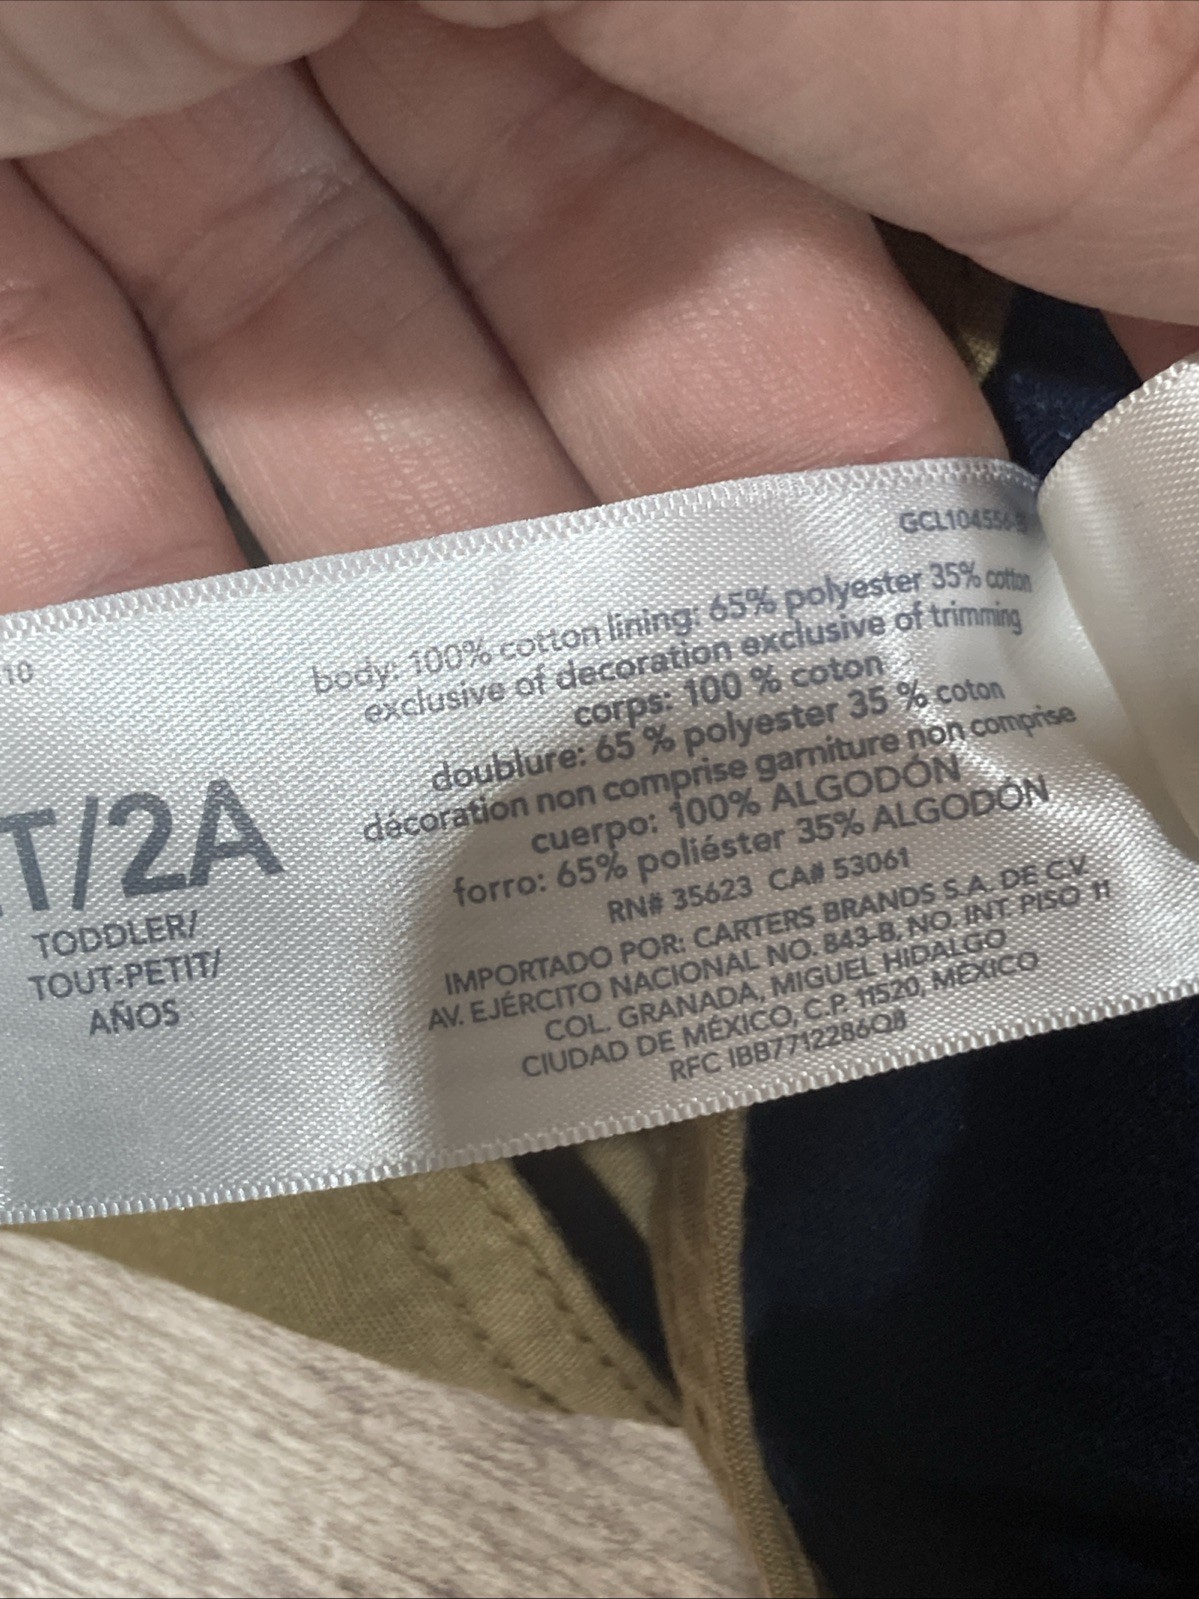 10
T/2A
TODDLER/
TOUT-PETIT/
AÑOS
body: 100% cotton lining: 65% polyester 35% cotton
exclusive of decoration exclusive of trimming
corps: 100 % coton
doublure: 65 % polyester 35 % coton
décoration non comprise garniture non comprise
cuerpo: 100% ALGODÓN
forro: 65% poliéster 35% ALGODÓN
RN# 35623 CA# 53061
IMPORTADO POR: CARTERS BRANDS S.A. DE C.V.
AV. EJÉRCITO NACIONAL NO. 843-B, NO. INT. PISO 11
COL. GRANADA, MIGUEL HIDALGO
CIUDAD DE MÉXICO, C.P. 11520, MÉXICO
RFC IBB7712286Q8